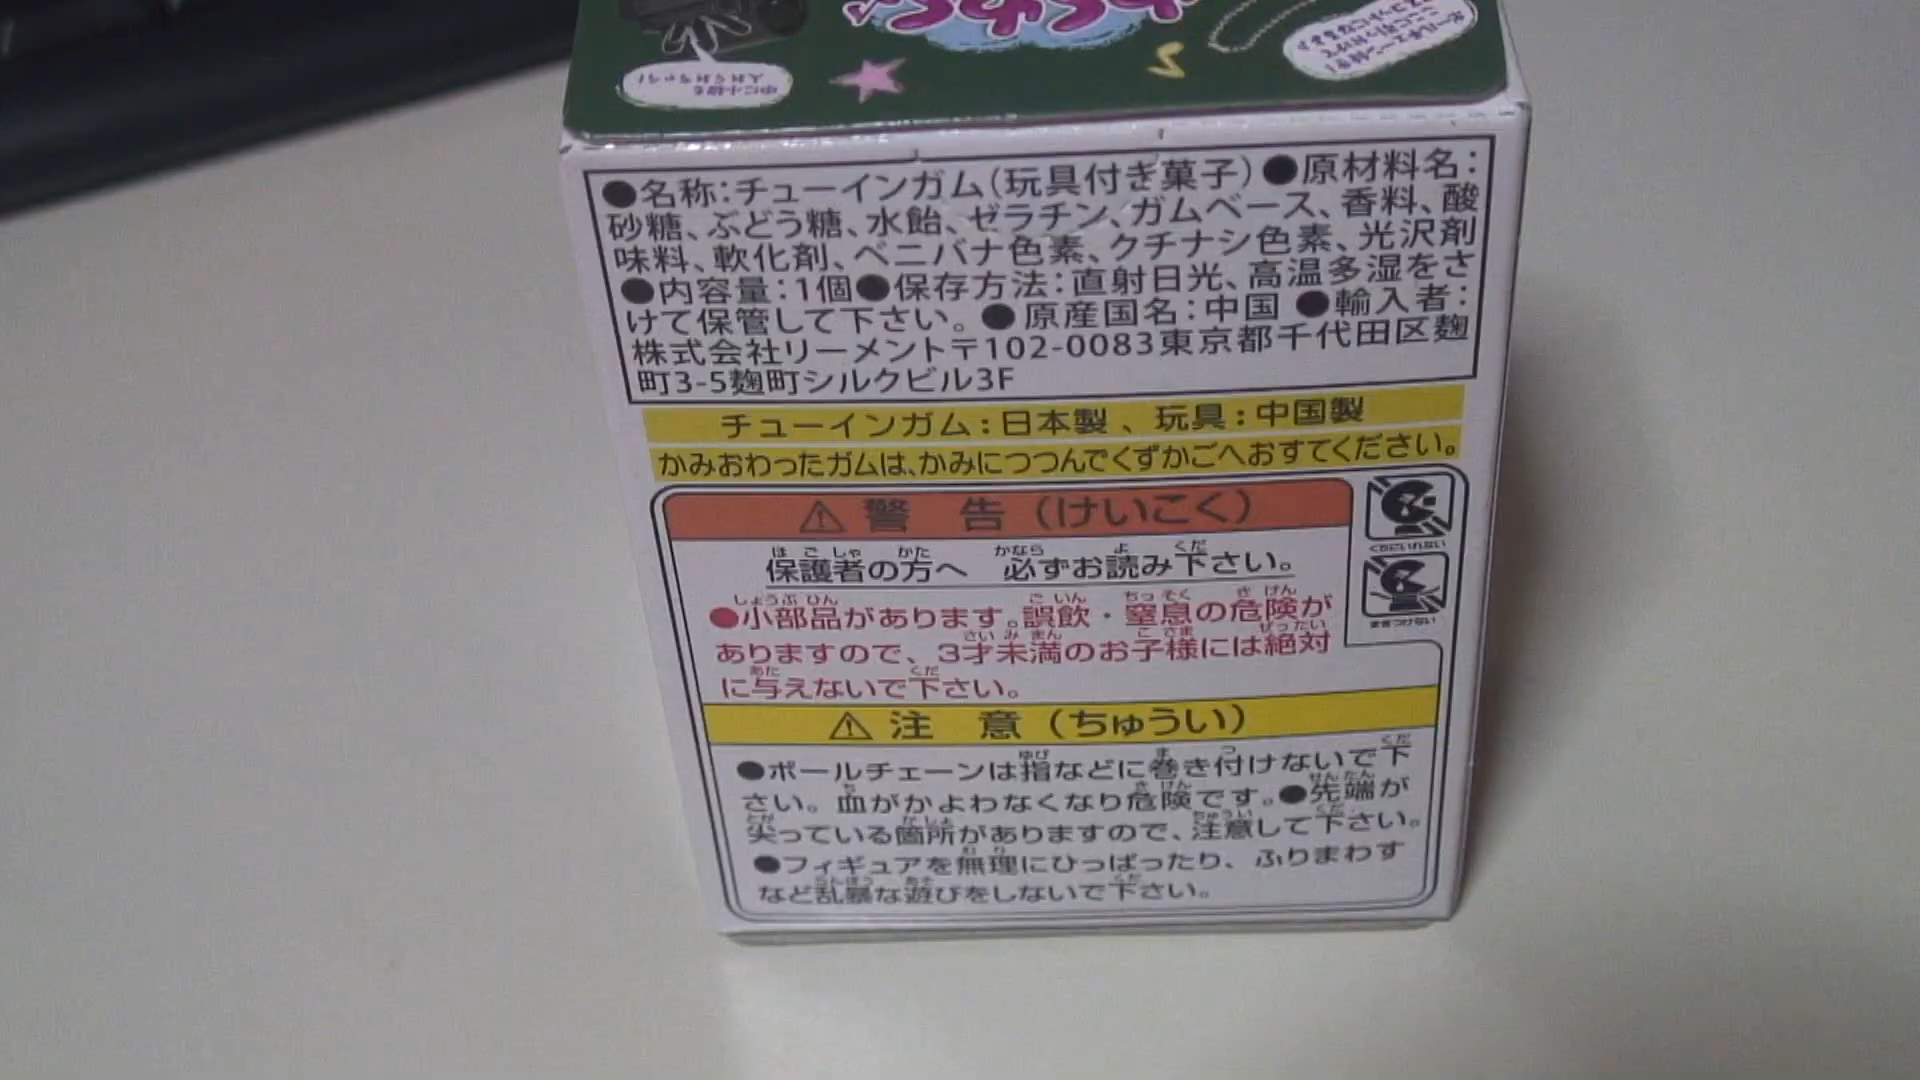 ●名称:チューインガム(玩具付き菓子)●原材料名:
砂糖、ぶどう糖、水飴、ゼラチン、ガムベース、香料、酸
味料、軟化剤、ベニバナ色素、クチナシ色素、光沢剤
●内容量:1個●保存方法:直射日光、高温多湿をさ
けて保管して下さい。●原産国名:中国 ●輸入者:
株式会社リーメント〒102-0083東京都千代田区麹
町3-5麹町シルクビル3F
チューインガム:日本製、玩具:中国製
かみおわったガムは、かみにつつんでくずかごへおすてください。
⚠警 告(けいこく)
くちにいれない
保護者の方へ 必ずお読み下さい。
●小部品があります。誤飲・窒息の危険が
ありますので、3才未満のお子様には絶対
に与えないで下さい。
⚠注 意(ちゅうい)
●ボールチェーンは指などに巻き付けないで下
さい。血がかよわなくなり危険です。●先端が
尖っている箇所がありますので、注意して下さい。
●フィギュアを無理にひっぱったり、ふりまわす
など乱暴な遊びをしないで下さい。